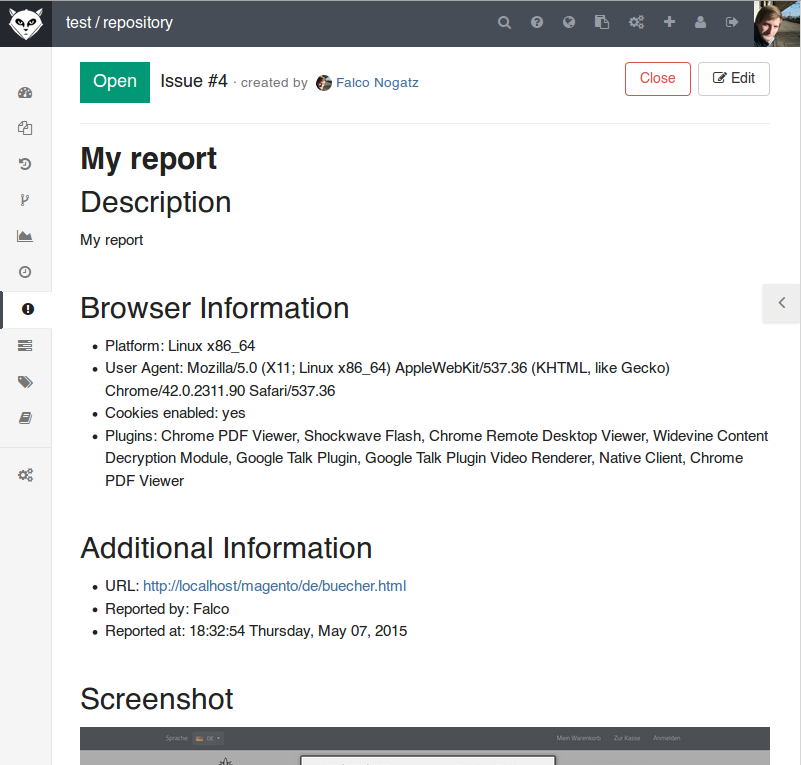 test / repository
Open Issue #4 · created by Falco Nogatz
Close Edit
My report
Description
My report
Browser Information
• Platform: Linux x86_64
• User Agent: Mozilla/5.0 (X11; Linux x86_64) AppleWebKit/537.36 (KHTML, like Gecko)
Chrome/42.0.2311.90 Safari/537.36
• Cookies enabled: yes
• Plugins: Chrome PDF Viewer, Shockwave Flash, Chrome Remote Desktop Viewer, Widevine Content
Decryption Module, Google Talk Plugin, Google Talk Plugin Video Renderer, Native Client, Chrome
PDF Viewer
Additional Information
• URL: http://localhost/magento/de/buecher.html
• Reported by: Falco
• Reported at: 18:32:54 Thursday, May 07, 2015
Screenshot
Sprache DE Mein Warenkorb Zur Kasse Anmelden